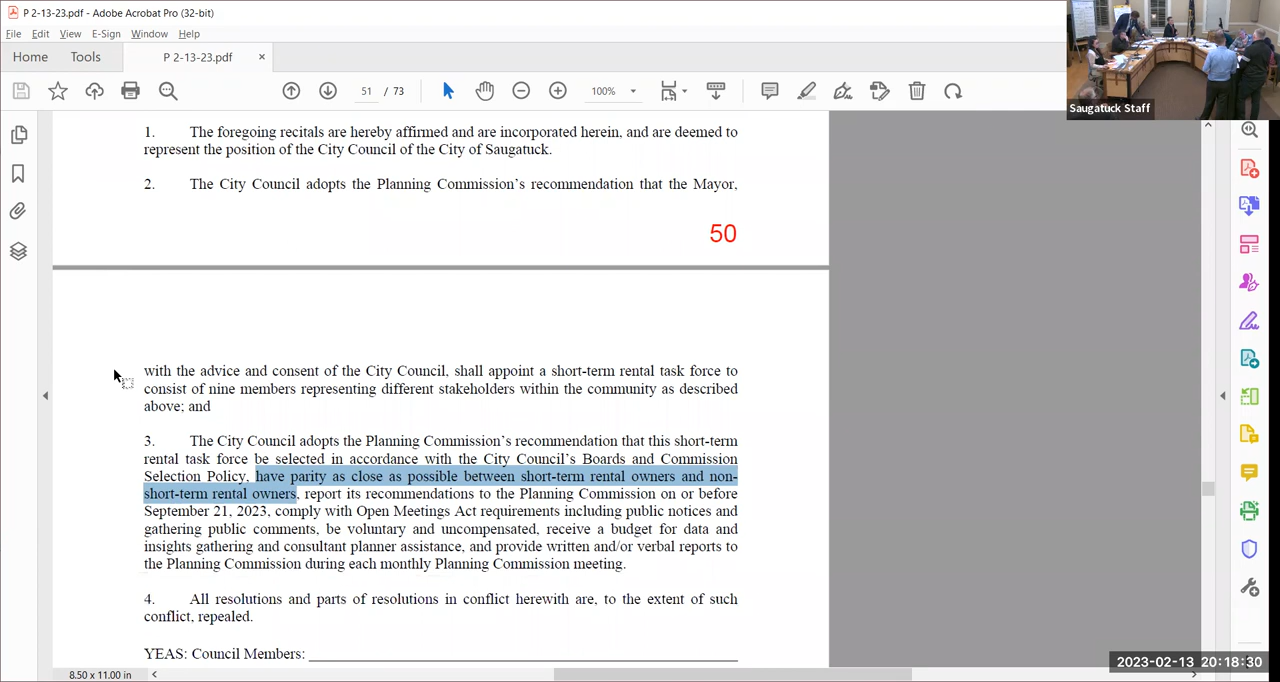 P 2-13-23.pdf - Adobe Acrobat Pro (32-bit)
File Edit View E-Sign Window Help
Home Tools P 2-13-23.pdf ×
51 / 73 100%
Saugatuck Staff
1. The foregoing recitals are hereby affirmed and are incorporated herein, and are deemed to
represent the position of the City Council of the City of Saugatuck.
2. The City Council adopts the Planning Commission's recommendation that the Mayor,
50
with the advice and consent of the City Council, shall appoint a short-term rental task force to
consist of nine members representing different stakeholders within the community as described
above; and
3. The City Council adopts the Planning Commission's recommendation that this short-term
rental task force be selected in accordance with the City Council's Boards and Commission
Selection Policy, have parity as close as possible between short-term rental owners and non-
short-term rental owners, report its recommendations to the Planning Commission on or before
September 21, 2023, comply with Open Meetings Act requirements including public notices and
gathering public comments, be voluntary and uncompensated, receive a budget for data and
insights gathering and consultant planner assistance, and provide written and/or verbal reports to
the Planning Commission during each monthly Planning Commission meeting.
4. All resolutions and parts of resolutions in conflict herewith are, to the extent of such
conflict, repealed.
YEAS: Council Members:
8.50 x 11.00 in
2023-02-13 20:18:30